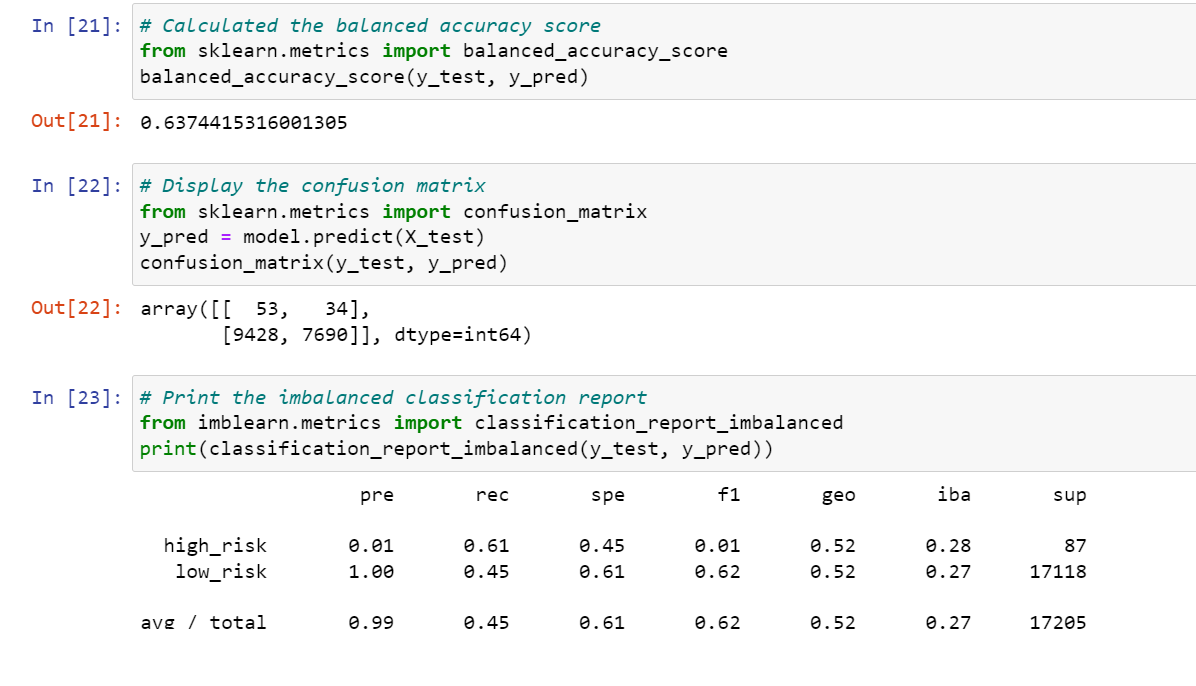 In [21]: # Calculated the balanced accuracy score
from sklearn.metrics import balanced_accuracy_score
balanced_accuracy_score(y_test, y_pred)
Out[21]: 0.6374415316001305
In [22]: # Display the confusion matrix
from sklearn.metrics import confusion_matrix
y_pred = model.predict(X_test)
confusion_matrix(y_test, y_pred)
Out[22]: array([[  53,   34],
       [9428, 7690]], dtype=int64)
In [23]: # Print the imbalanced classification report
from imblearn.metrics import classification_report_imbalanced
print(classification_report_imbalanced(y_test, y_pred))
pre rec spe f1 geo iba sup
high_risk 0.01 0.61 0.45 0.01 0.52 0.28 87
low_risk 1.00 0.45 0.61 0.62 0.52 0.27 17118
avg / total 0.99 0.45 0.61 0.62 0.52 0.27 17205